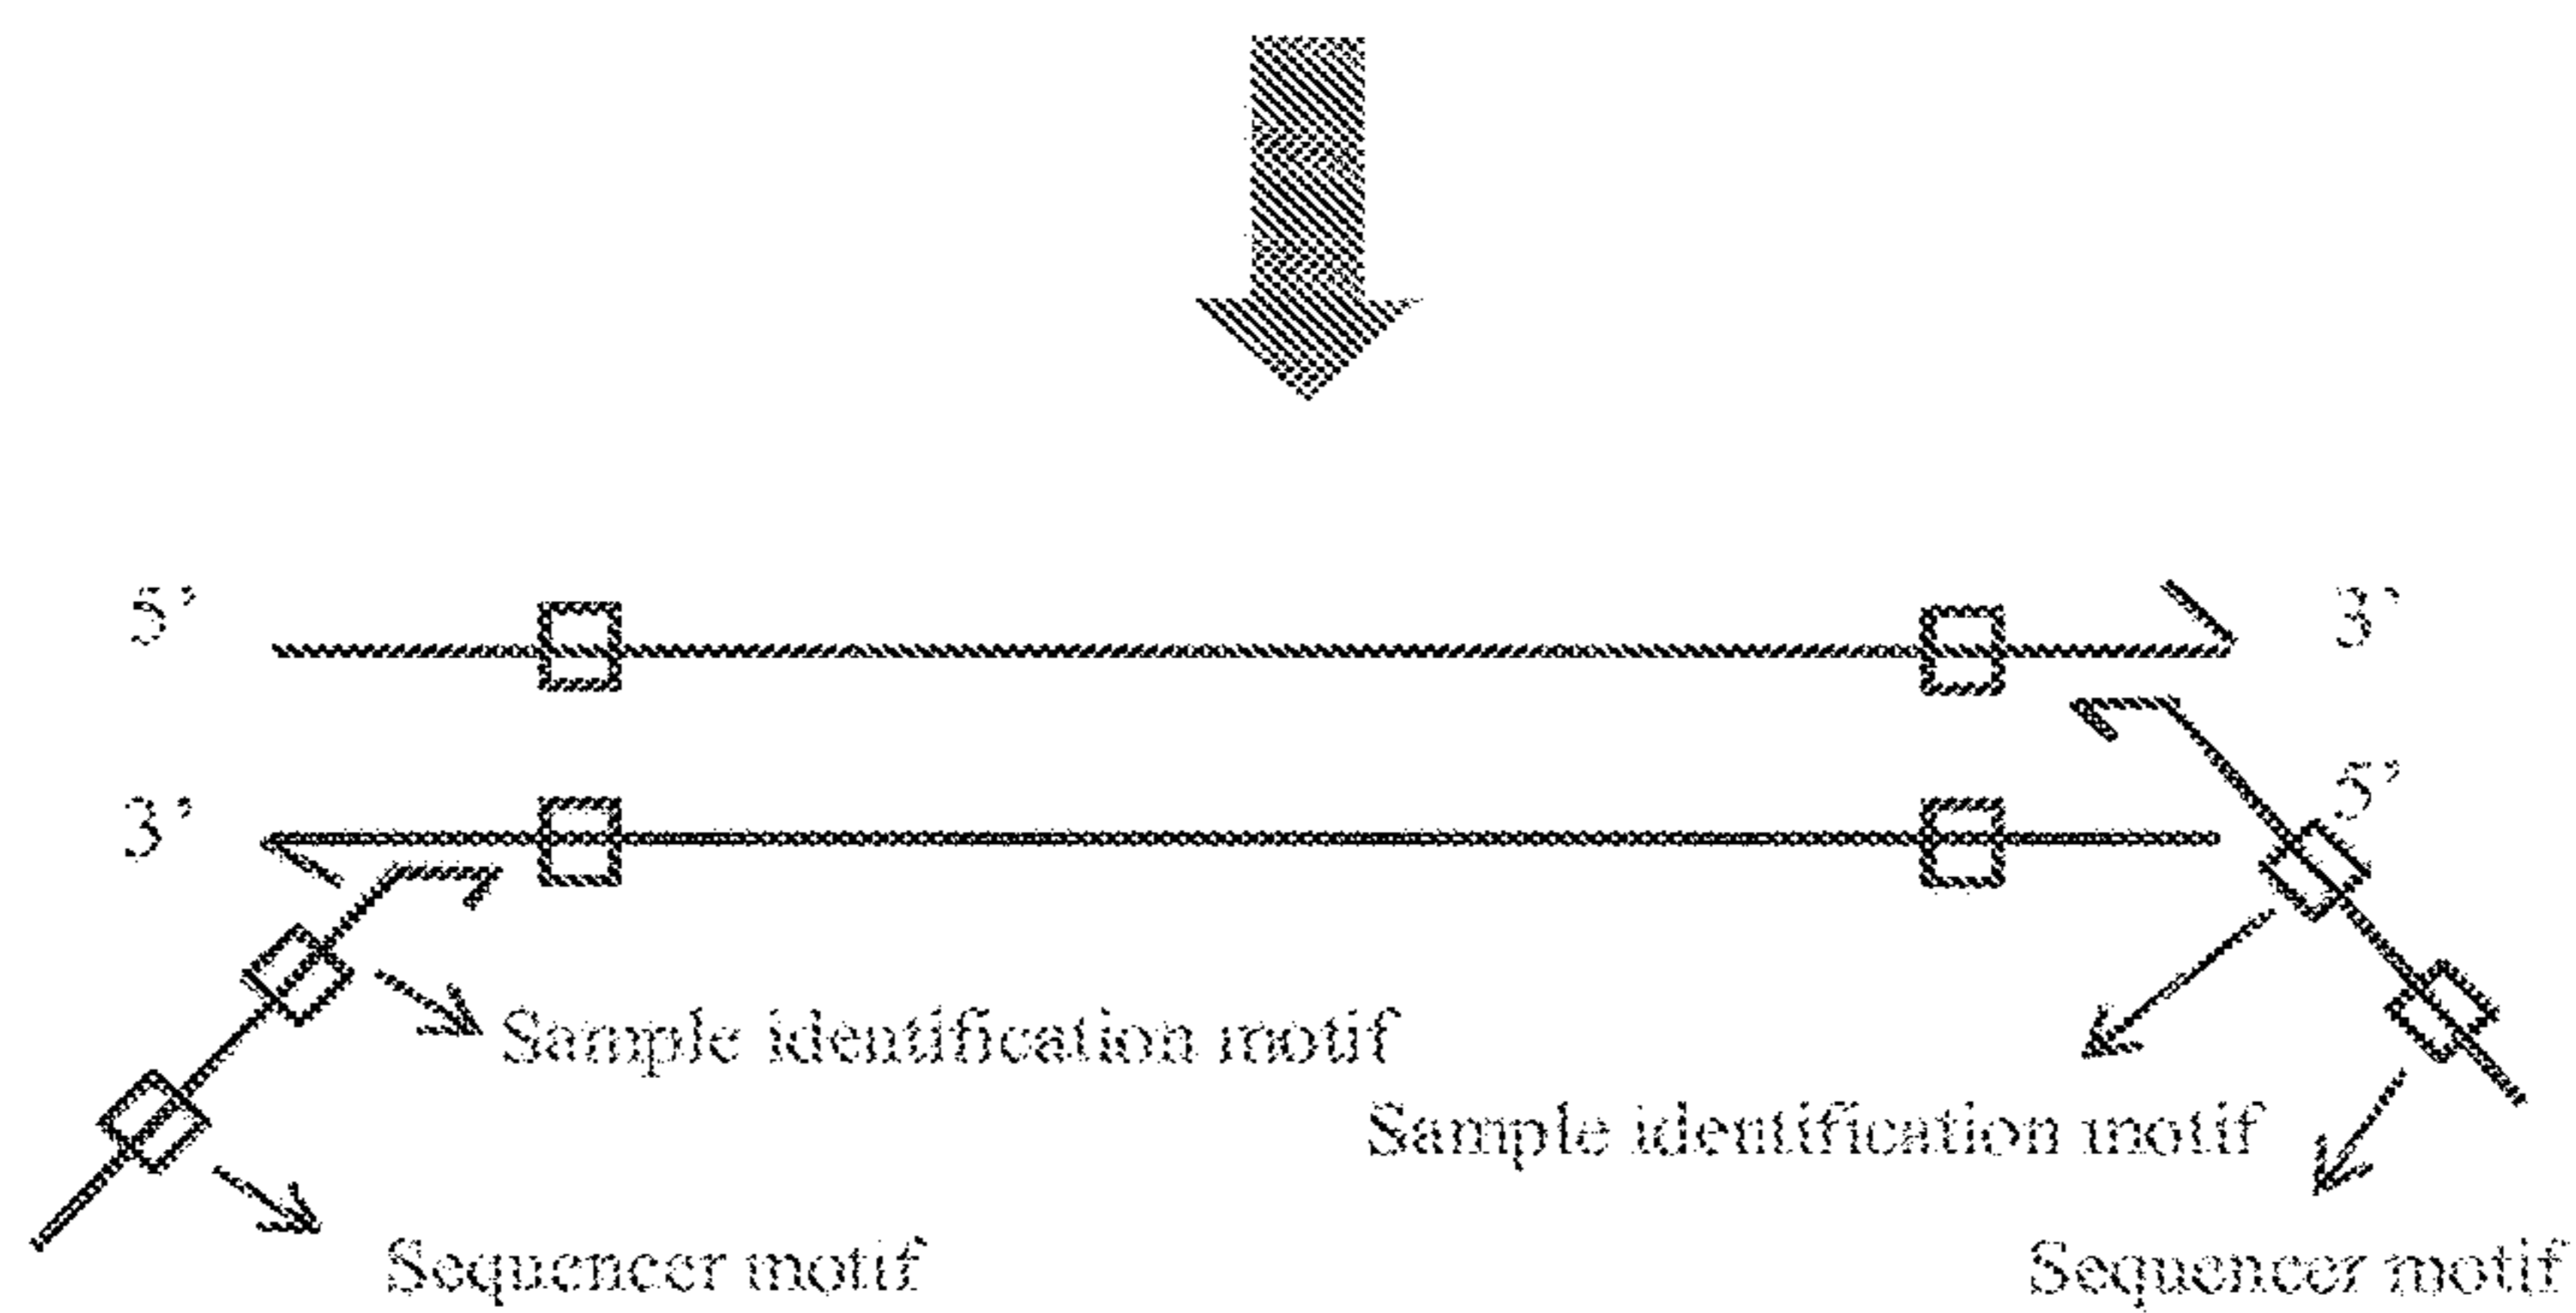 5’
3’
5’
3’
Sample identification motif
Sample identification motif
Sequencer motif
Sequencer motif